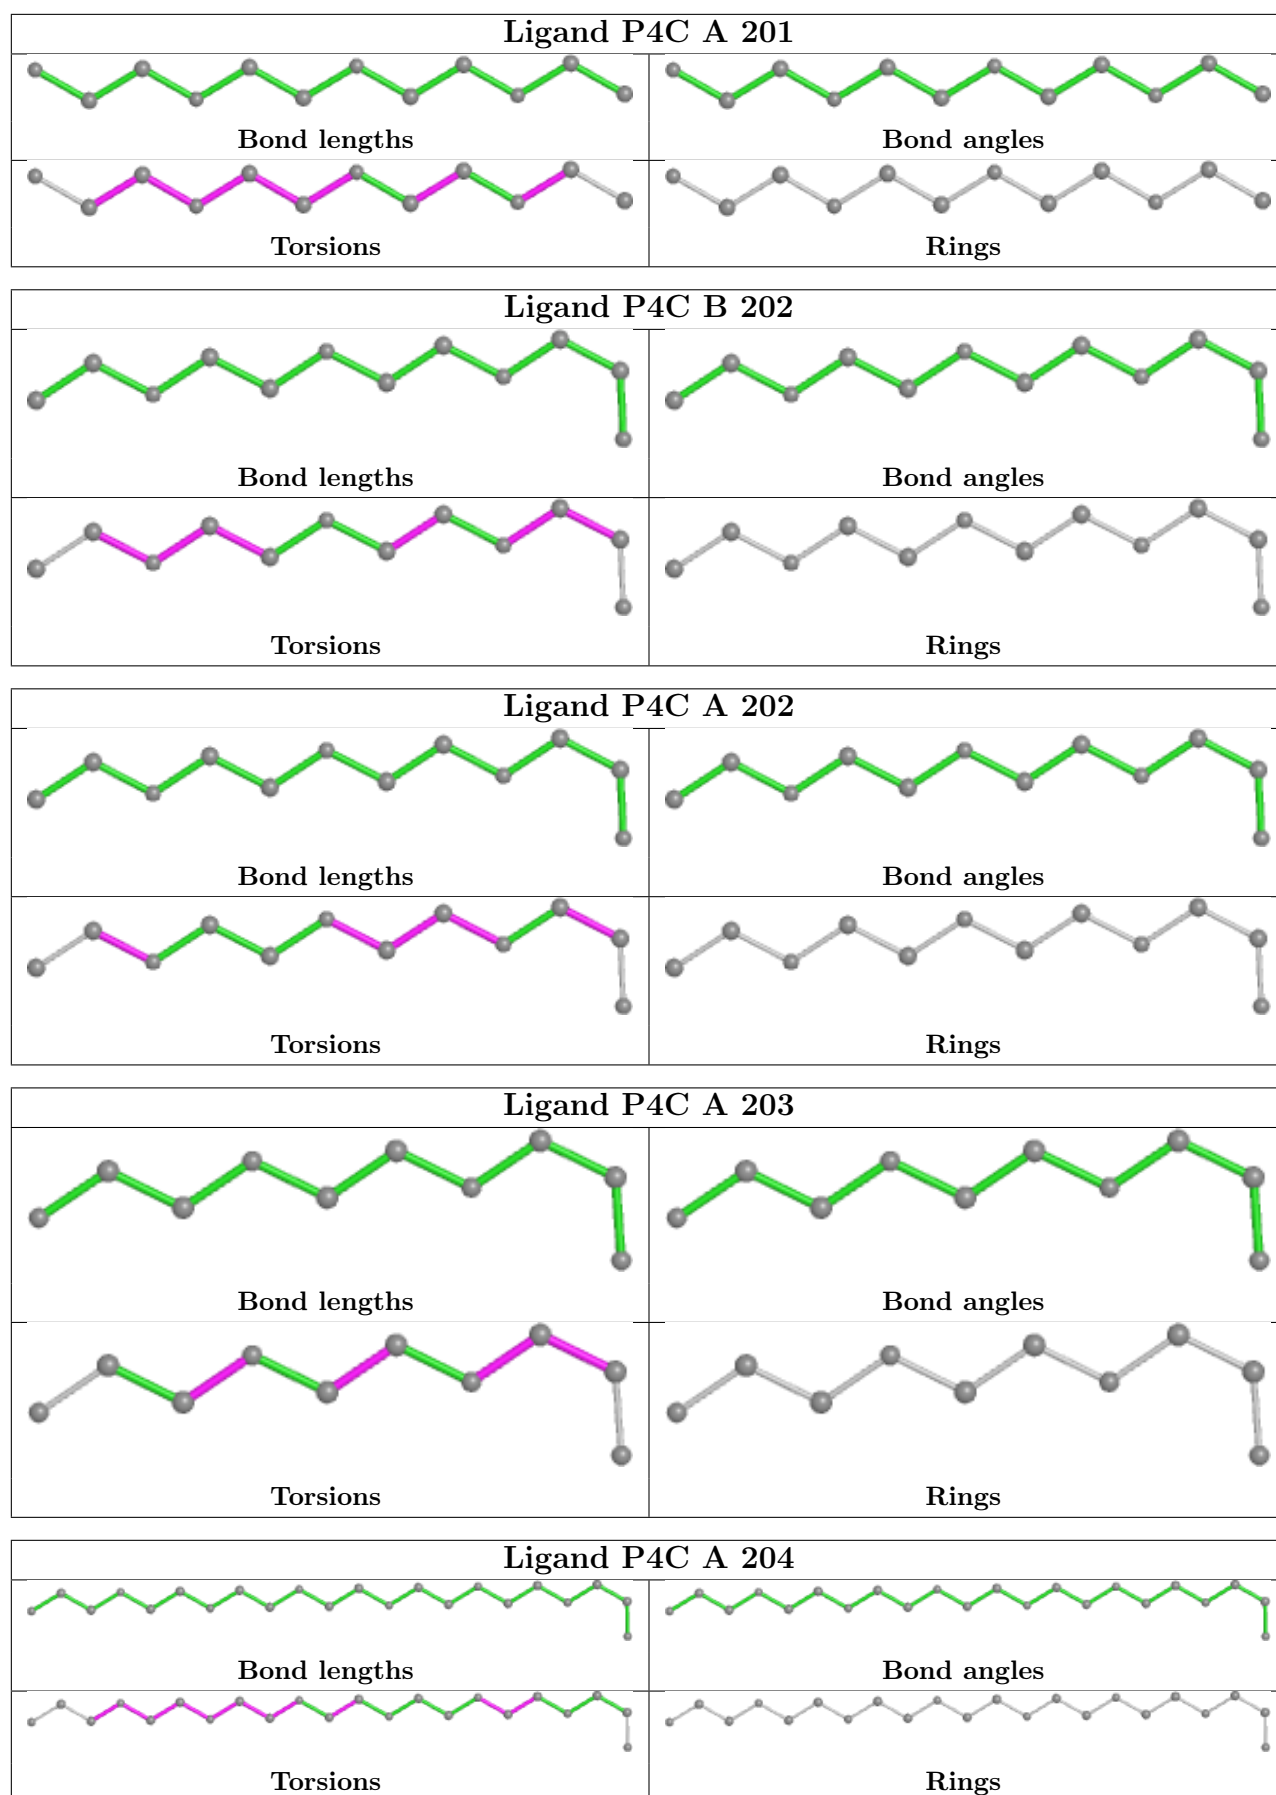 Ligand P4C A 201
Bond lengths
Bond angles
Torsions
Rings
Ligand P4C B 202
Bond lengths
Bond angles
Torsions
Rings
Ligand P4C A 202
Bond lengths
Bond angles
Torsions
Rings
Ligand P4C A 203
Bond lengths
Bond angles
Torsions
Rings
Ligand P4C A 204
Bond lengths
Bond angles
Torsions
Rings